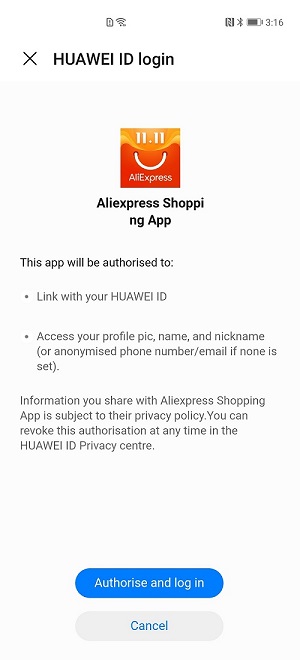 3:16
HUAWEI ID login
11.11
AliExpress
Aliexpress Shoppi
ng App
This app will be authorised to:
• Link with your HUAWEI ID
• Access your profile pic, name, and nickname
(or anonymised phone number/email if none is
set).
Information you share with Aliexpress Shopping
App is subject to their privacy policy.You can
revoke this authorisation at any time in the
HUAWEI ID Privacy centre.
Authorise and log in
Cancel